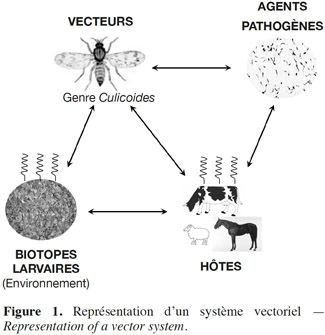 VECTEURS
AGENTS
PATHOGÈNES
Genre Culicoides
BIOTOPES
LARVAIRES
(Environnement)
HÔTES
Figure 1. Représentation d'un système vectoriel —
Representation of a vector system.